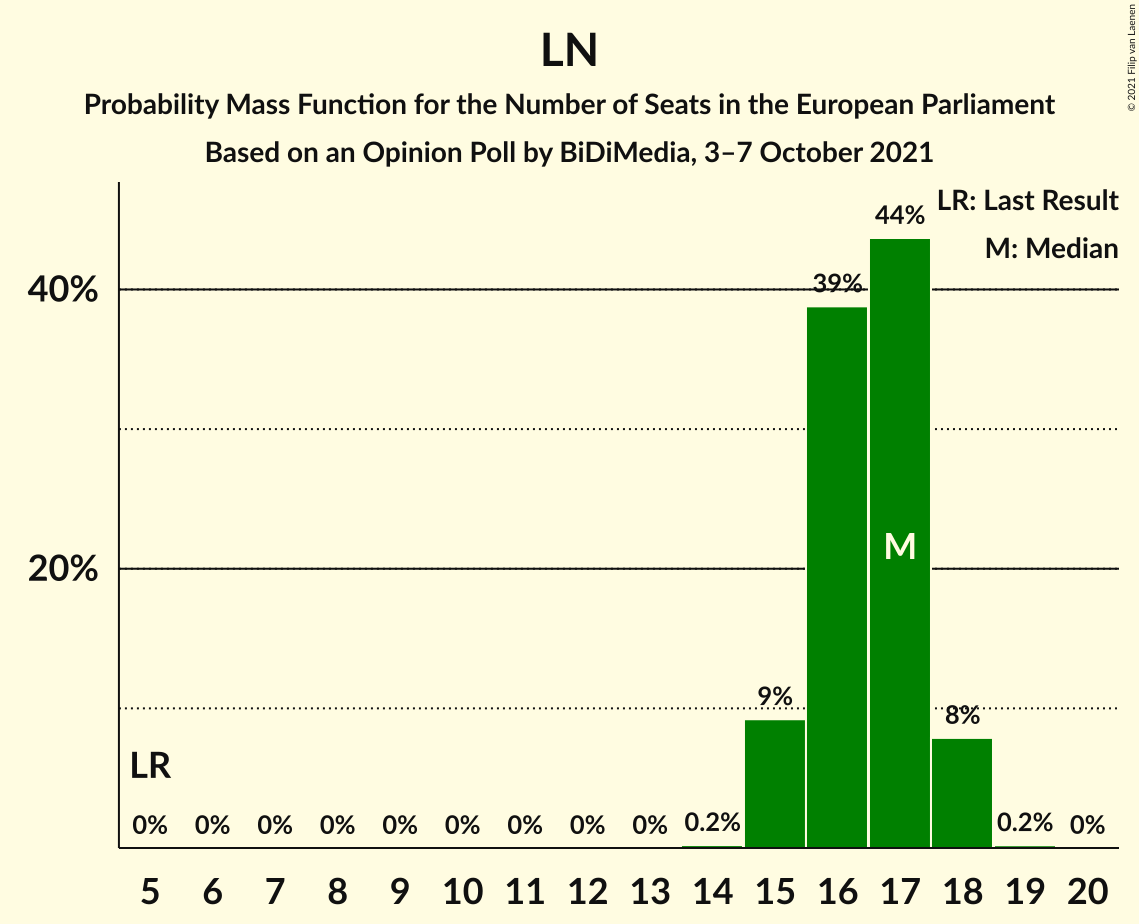 LN
Probability Mass Function for the Number of Seats in the European Parliament
Based on an Opinion Poll by BiDiMedia, 3–7 October 2021
© 2021 Filip van Laenen
LR: Last Result
M: Median
44%
39%
40%
M
20%
9%
8%
LR
0% 0% 0% 0% 0% 0% 0% 0% 0% 0.2% 0.2% 0%
5 6 7 8 9 10 11 12 13 14 15 16 17 18 19 20